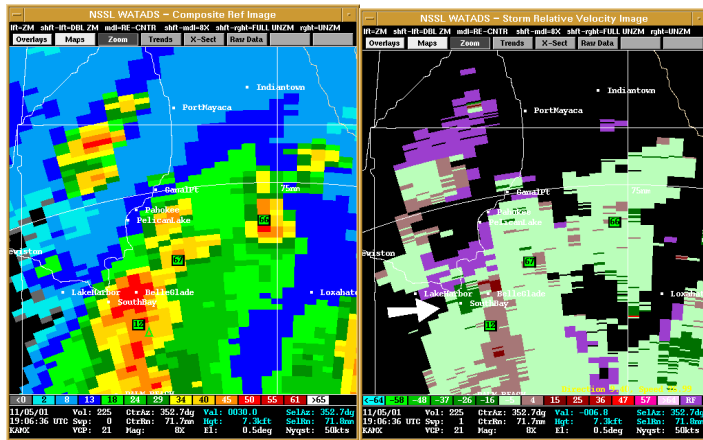 NSSL WATADS – Composite Ref Image
lft=ZM shft-lft=DBL ZM mdl=RE-CNTR shft-mdl=8X shft-rght=FULL UNZM rght=UNZM
Overlays Maps Zoom Trends X-Sect Raw Data
Indiantown
PortMayaca
75nm
CanalPt
Pahokee
PelicanLake
66
67
LakeHarbor
BelleGlade
SouthBay
Loxahat
12
<0 2 8 13 18 24 29 34 40 45 50 55 61 >65
11/05/01 Vol: 225 CtrAz: 352.7dg Val: 0030.0 SelAz: 352.7dg
19:06:36 UTC Swp: 0 CtrRn: 71.7nm Hgt: 7.3kft SelRn: 71.8nm
KAMX VCP: 21 Mag: 8X El: 0.5deg Nyqst: 50kts
NSSL WATADS – Storm Relative Velocity Image
lft=ZM shft-lft=DBL ZM mdl=RE-CNTR shft-mdl=8X shft-rght=FULL UNZM rght=UNZM
Overlays Maps Zoom Trends X-Sect Raw Data
Indiantown
PortMayaca
75nm
CanalPt
Pahokee
PelicanLake
66
67
LakeHarbor
BelleGlade
SouthBay
Loxaha
12
<-64 -58 -48 -37 -26 -16 4 15 25 36 47 57 >64 RF
11/05/01 Vol: 225 CtrAz: 352.7dg Val: -006.8 SelAz: 352.7dg
19:06:36 UTC Swp: 1 CtrRn: 71.7nm Hgt: 7.3kft SelRn: 71.8nm
KAMX VCP: 21 Mag: 8X El: 0.5deg Nyqst: 50kts